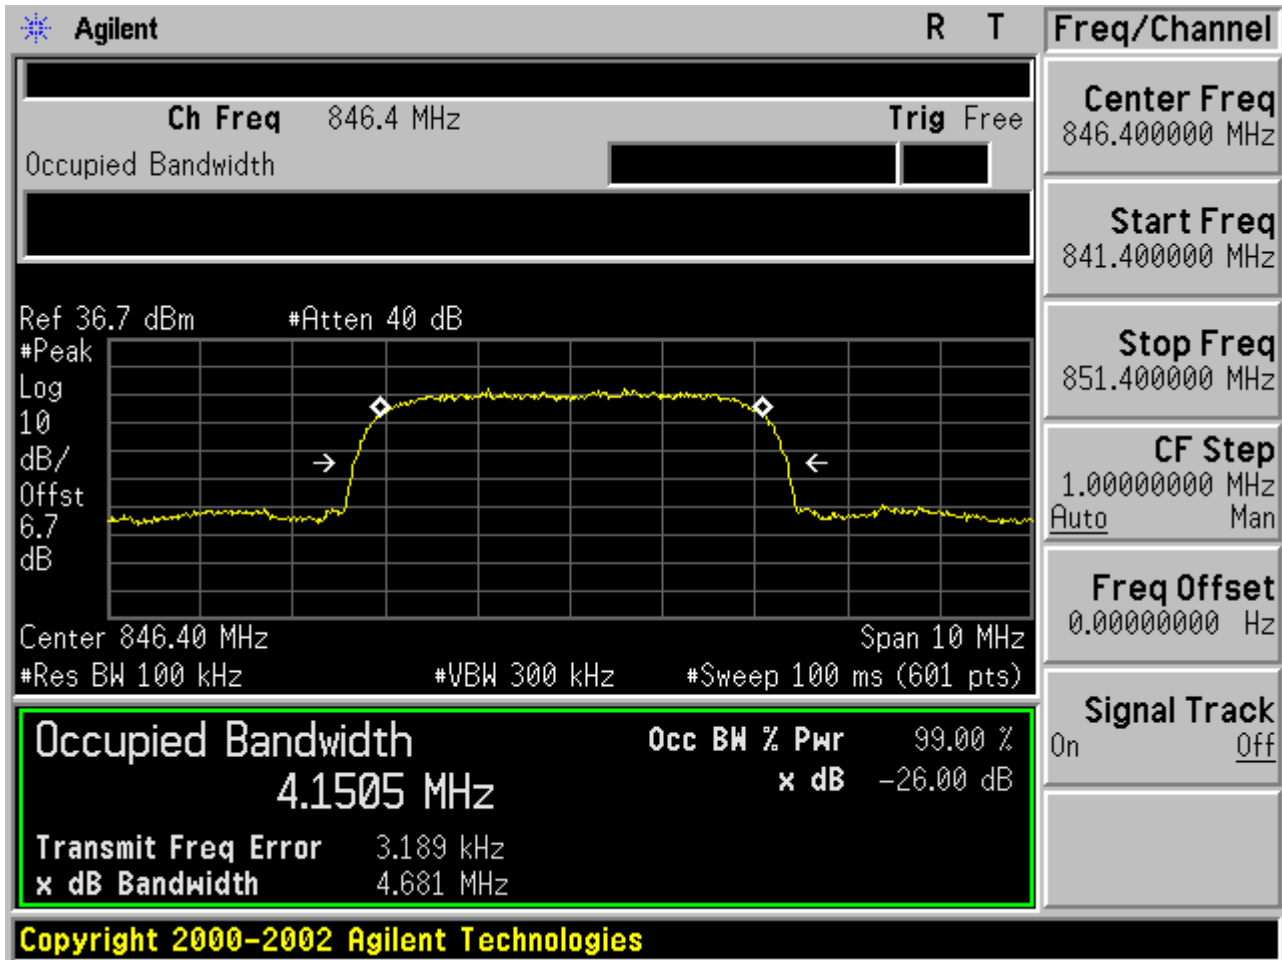 Agilent R T
Freq/Channel
Ch Freq 846.4 MHz Trig Free
Occupied Bandwidth
Center Freq
846.400000 MHz
Start Freq
841.400000 MHz
Stop Freq
851.400000 MHz
CF Step
1.00000000 MHz
Auto Man
Freq Offset
0.00000000 Hz
Signal Track
On Off
Ref 36.7 dBm #Atten 40 dB
#Peak
Log
10
dB/
Offst
6.7
dB
Center 846.40 MHz Span 10 MHz
#Res BW 100 kHz #VBW 300 kHz #Sweep 100 ms (601 pts)
Occupied Bandwidth
4.1505 MHz
Occ BW % Pwr 99.00 %
x dB -26.00 dB
Transmit Freq Error 3.189 kHz
x dB Bandwidth 4.681 MHz
Copyright 2000-2002 Agilent Technologies